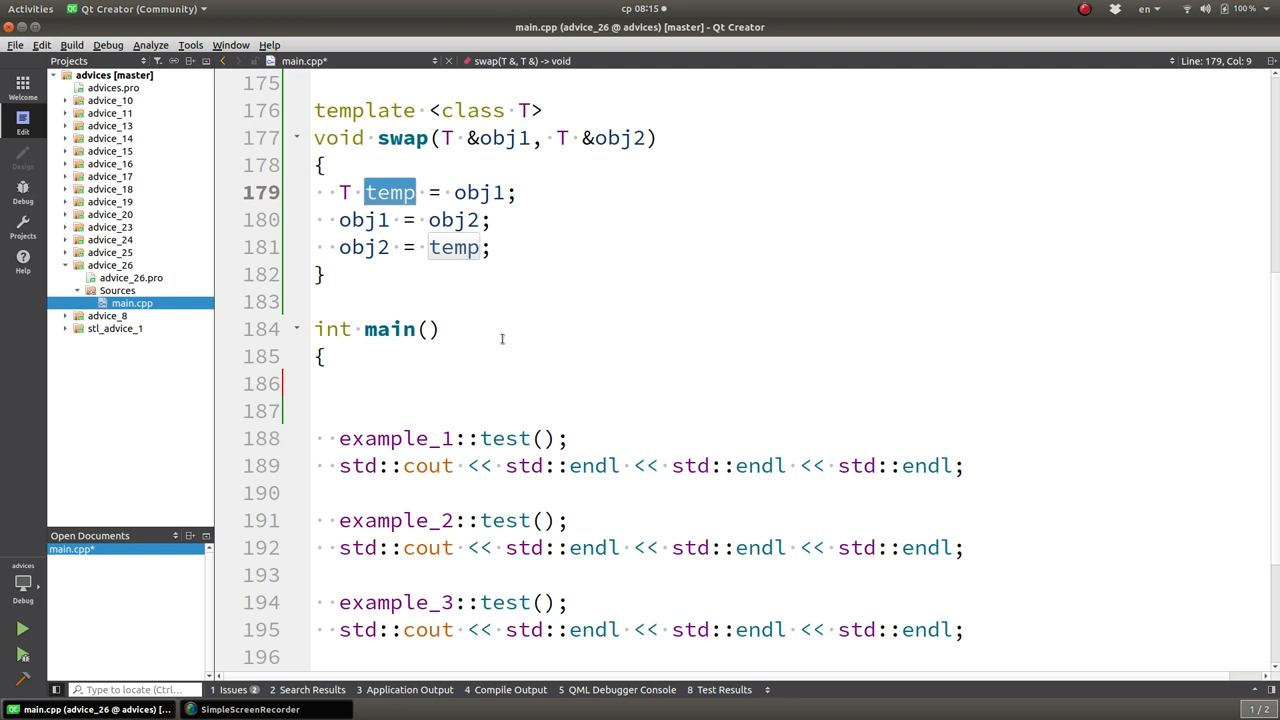 Activities Qt Creator (Community) ср 08:15 en 100 %
main.cpp (advice_26 @ advices) [master] - Qt Creator
File Edit Build Debug Analyze Tools Window Help
Projects main.cpp* swap(T &, T &) -> void Line: 179, Col: 9
Welcome
Edit
Design
Debug
Projects
Help
advices
Debug
advices [master]
advices.pro
advice_10
advice_11
advice_13
advice_14
advice_15
advice_16
advice_17
advice_18
advice_19
advice_20
advice_23
advice_24
advice_25
advice_26
advice_26.pro
Sources
main.cpp
advice_8
stl_advice_1
Open Documents
main.cpp*
175
176 template <class T>
177 void swap(T &obj1, T &obj2)
178 {
179 T temp = obj1;
180 obj1 = obj2;
181 obj2 = temp;
182 }
183
184 int main()
185 {
186
187
188 example_1::test();
189 std::cout << std::endl << std::endl << std::endl;
190
191 example_2::test();
192 std::cout << std::endl << std::endl << std::endl;
193
194 example_3::test();
195 std::cout << std::endl << std::endl << std::endl;
196
Type to locate (Ctrl... 1 Issues 2 2 Search Results 3 Application Output 4 Compile Output 5 QML Debugger Console 8 Test Results
main.cpp (advice_26 @ advices) [... SimpleScreenRecorder 1 / 2